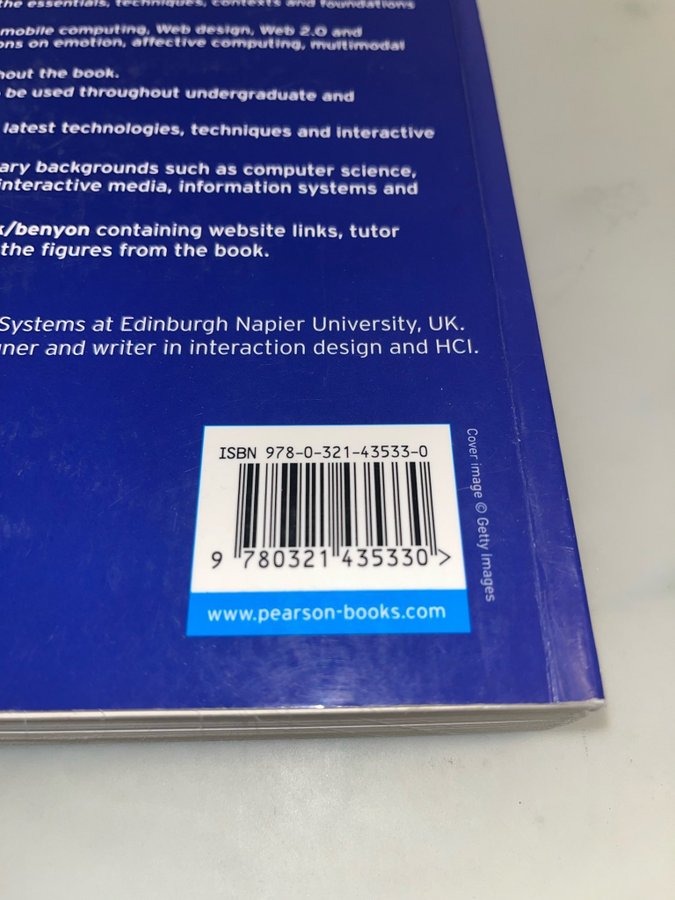 the essentials, techniques, contexts and foundations
mobile computing, Web design, Web 2.0 and
ons on emotion, affective computing, multimodal
hout the book.
be used throughout undergraduate and
latest technologies, techniques and interactive
ary backgrounds such as computer science,
interactive media, information systems and
k/benyon containing website links, tutor
the figures from the book.
Systems at Edinburgh Napier University, UK.
gner and writer in interaction design and HCI.
ISBN 978-0-321-43533-0
9 780321 435330 >
www.pearson-books.com
Cover image © Getty Images